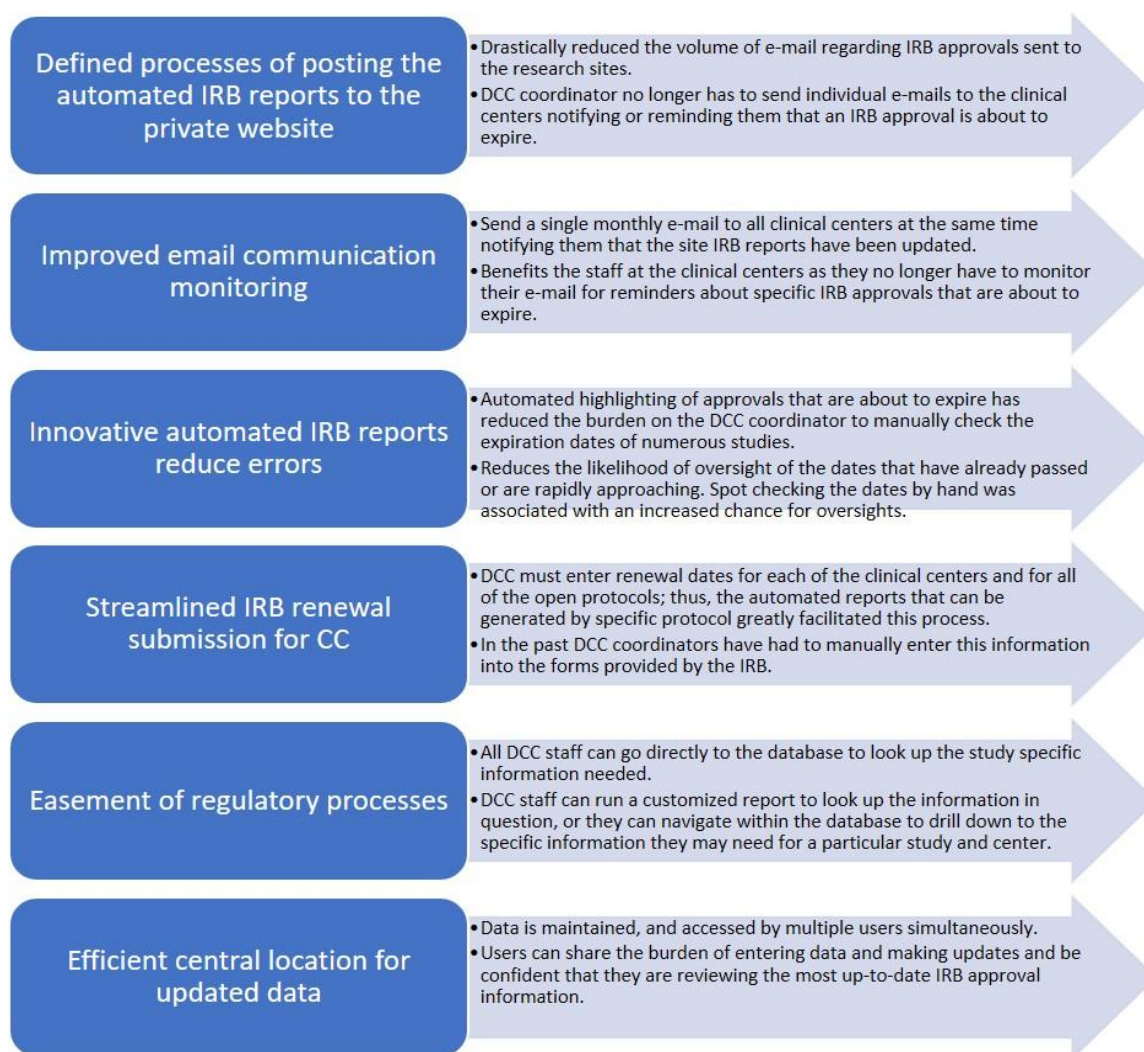 Defined processes of posting the
automated IRB reports to the
private website
•Drastically reduced the volume of e-mail regarding IRB approvals sent to
the research sites.
•DCC coordinator no longer has to send individual e-mails to the clinical
centers notifying or reminding them that an IRB approval is about to
expire.
Improved email communication
monitoring
•Send a single monthly e-mail to all clinical centers at the same time
notifying them that the site IRB reports have been updated.
•Benefits the staff at the clinical centers as they no longer have to monitor
their e-mail for reminders about specific IRB approvals that are about to
expire.
Innovative automated IRB reports
reduce errors
•Automated highlighting of approvals that are about to expire has
reduced the burden on the DCC coordinator to manually check the
expiration dates of numerous studies.
•Reduces the likelihood of oversight of the dates that have already passed
or are rapidly approaching. Spot checking the dates by hand was
associated with an increased chance for oversights.
Streamlined IRB renewal
submission for CC
•DCC must enter renewal dates for each of the clinical centers and for all
of the open protocols; thus, the automated reports that can be
generated by specific protocol greatly facilitated this process.
•In the past DCC coordinators have had to manually enter this information
into the forms provided by the IRB.
Easement of regulatory processes
•All DCC staff can go directly to the database to look up the study specific
information needed.
•DCC staff can run a customized report to look up the information in
question, or they can navigate within the database to drill down to the
specific information they may need for a particular study and center.
Efficient central location for
updated data
•Data is maintained, and accessed by multiple users simultaneously.
•Users can share the burden of entering data and making updates and be
confident that they are reviewing the most up-to-date IRB approval
information.